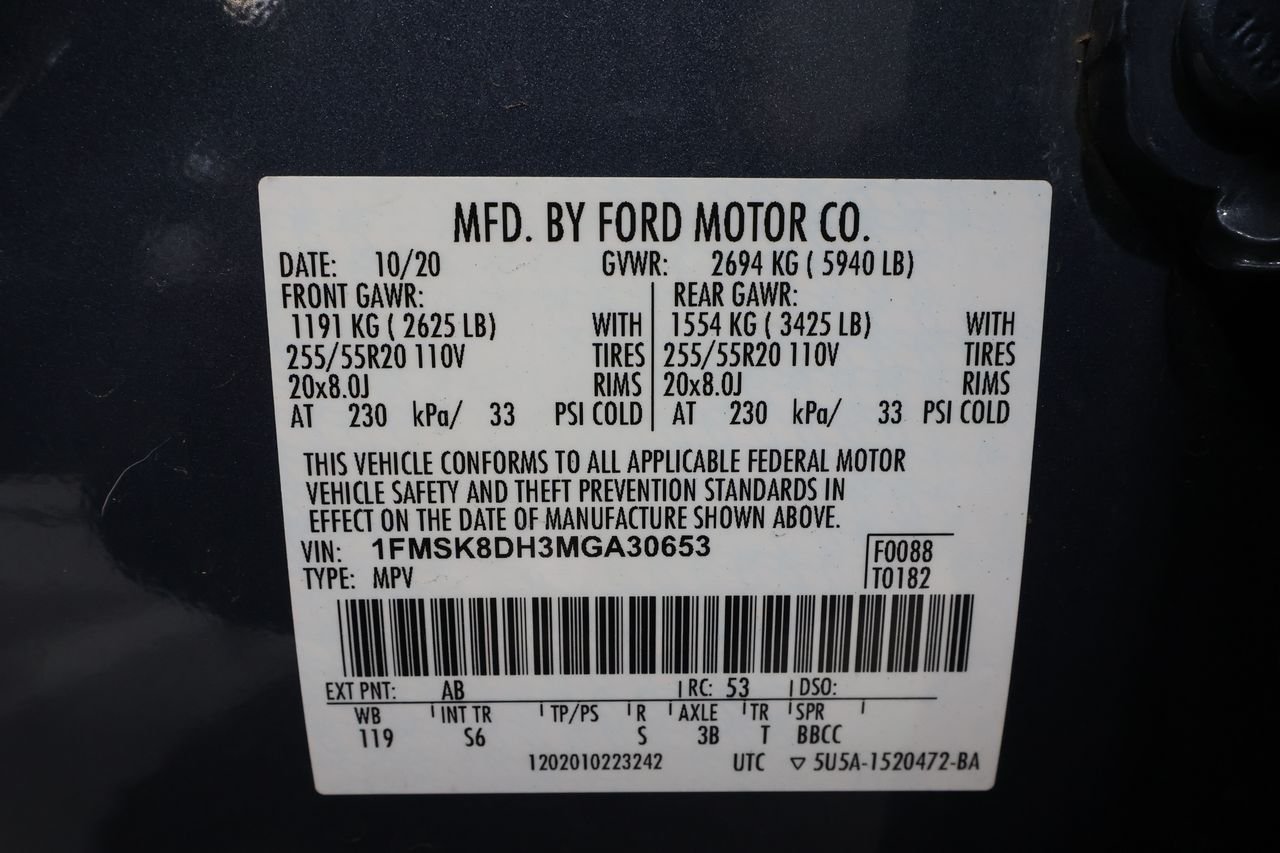 MFD. BY FORD MOTOR CO.
DATE: 10/20 GVWR: 2694 KG ( 5940 LB)
FRONT GAWR: REAR GAWR:
1191 KG ( 2625 LB) WITH 1554 KG ( 3425 LB) WITH
255/55R20 110V TIRES 255/55R20 110V TIRES
20x8.0J RIMS 20x8.0J RIMS
AT 230 kPa/ 33 PSI COLD AT 230 kPa/ 33 PSI COLD
THIS VEHICLE CONFORMS TO ALL APPLICABLE FEDERAL MOTOR
VEHICLE SAFETY AND THEFT PREVENTION STANDARDS IN
EFFECT ON THE DATE OF MANUFACTURE SHOWN ABOVE.
VIN: 1FMSK8DH3MGA30653 F0088
TYPE: MPV T0182
EXT PNT: AB RC: 53 DSO:
WB INT TR TP/PS R AXLE TR SPR
119 S6 S 3B T BBCC
1202010223242 UTC ▽ 5U5A-1520472-BA